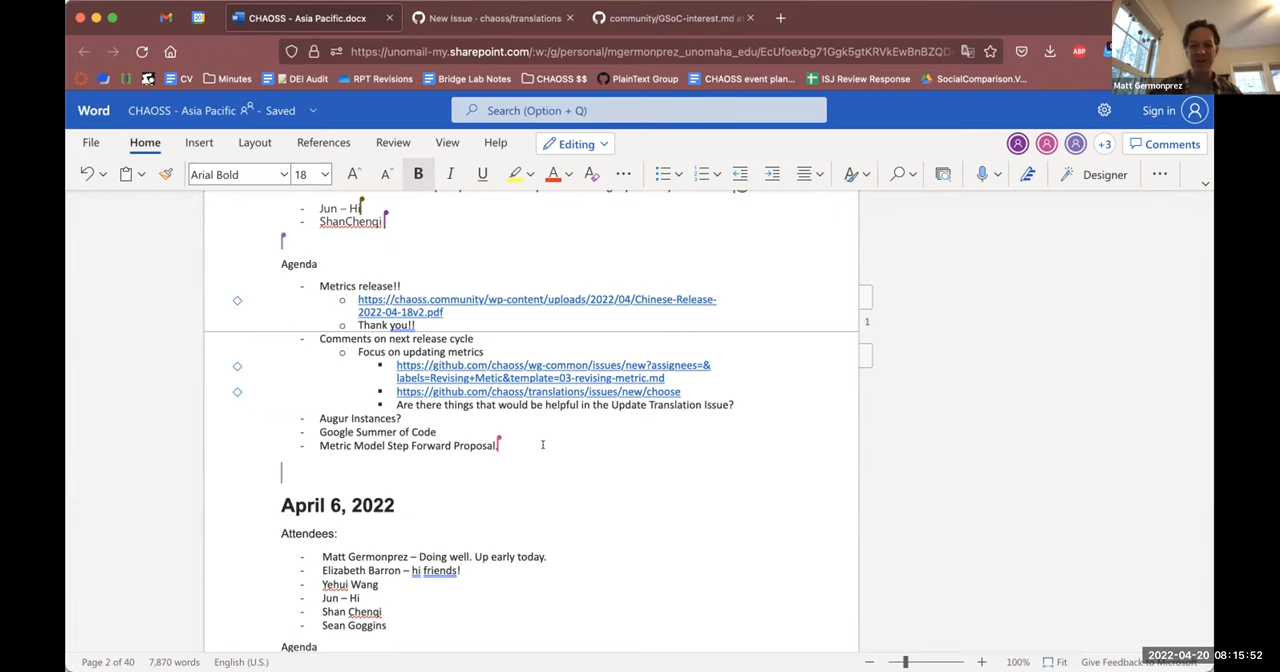 CHAOSS - Asia Pacific.docx
New Issue · chaoss/translations
community/GSoC-interest.md
https://unomail-my.sharepoint.com/:w:/g/personal/mgermonprez_unomaha_edu/EcUfoexbg71Ggk5gtKRVkEwBnBZQD
ABP
CV
Minutes
DEI Audit
RPT Revisions
Bridge Lab Notes
CHAOSS $$
PlainText Group
CHAOSS event plan...
ISJ Review Response
SocialComparison.V...
Matt Germonprez
Word
CHAOSS - Asia Pacific - Saved
Search (Option + Q)
Sign in
File Home Insert Layout References Review View Help
Editing
+3
Comments
Arial Bold
18
B I U
Designer
- Jun – Hi
- ShanChenqi
Agenda
- Metrics release!!
o https://chaoss.community/wp-content/uploads/2022/04/Chinese-Release-
2022-04-18v2.pdf
o Thank you!!
1
- Comments on next release cycle
o Focus on updating metrics
▪ https://github.com/chaoss/wg-common/issues/new?assignees=&
labels=Revising+Metic&template=03-revising-metric.md
▪ https://github.com/chaoss/translations/issues/new/choose
▪ Are there things that would be helpful in the Update Translation Issue?
- Augur Instances?
- Google Summer of Code
- Metric Model Step Forward Proposal.
April 6, 2022
Attendees:
- Matt Germonprez – Doing well. Up early today.
- Elizabeth Barron – hi friends!
- Yehui Wang
- Jun – Hi
- Shan Chenqi
- Sean Goggins
Agenda
Page 2 of 40
7,870 words
English (U.S.)
100%
Fit
Give Feedback to
2022-04-20 08:15:52